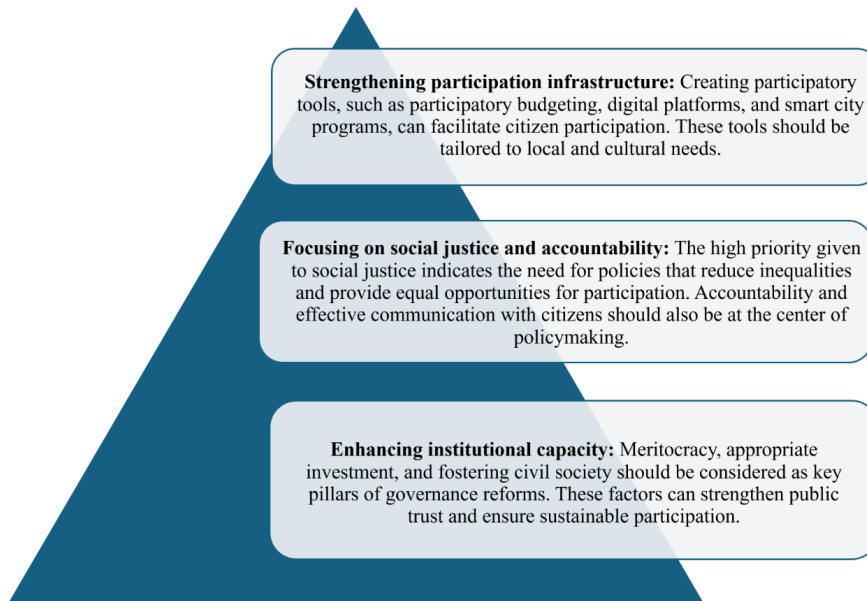 Strengthening participation infrastructure: Creating participatory
tools, such as participatory budgeting, digital platforms, and smart city
programs, can facilitate citizen participation. These tools should be
tailored to local and cultural needs.
Focusing on social justice and accountability: The high priority given
to social justice indicates the need for policies that reduce inequalities
and provide equal opportunities for participation. Accountability and
effective communication with citizens should also be at the center of
policymaking.
Enhancing institutional capacity: Meritocracy, appropriate
investment, and fostering civil society should be considered as key
pillars of governance reforms. These factors can strengthen public
trust and ensure sustainable participation.